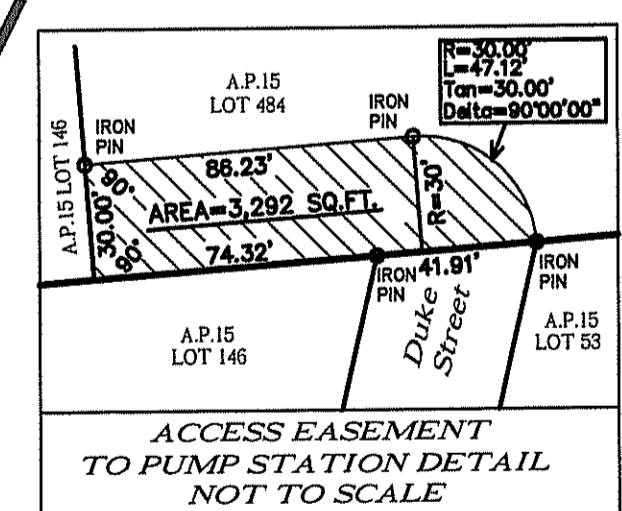 R=30.00'
L=47.12'
Tan=30.00'
Delta=90°00'00"
A.P.15
LOT 484
IRON
PIN
IRON
PIN
A.P.15 LOT 146
86.23'
90°
30.00'
90°
AREA=3,292 SQ.FT.
R=30'
74.32'
41.91'
IRON
PIN
IRON
PIN
Duke
Street
A.P.15
LOT 146
A.P.15
LOT 53
ACCESS EASEMENT
TO PUMP STATION DETAIL
NOT TO SCALE